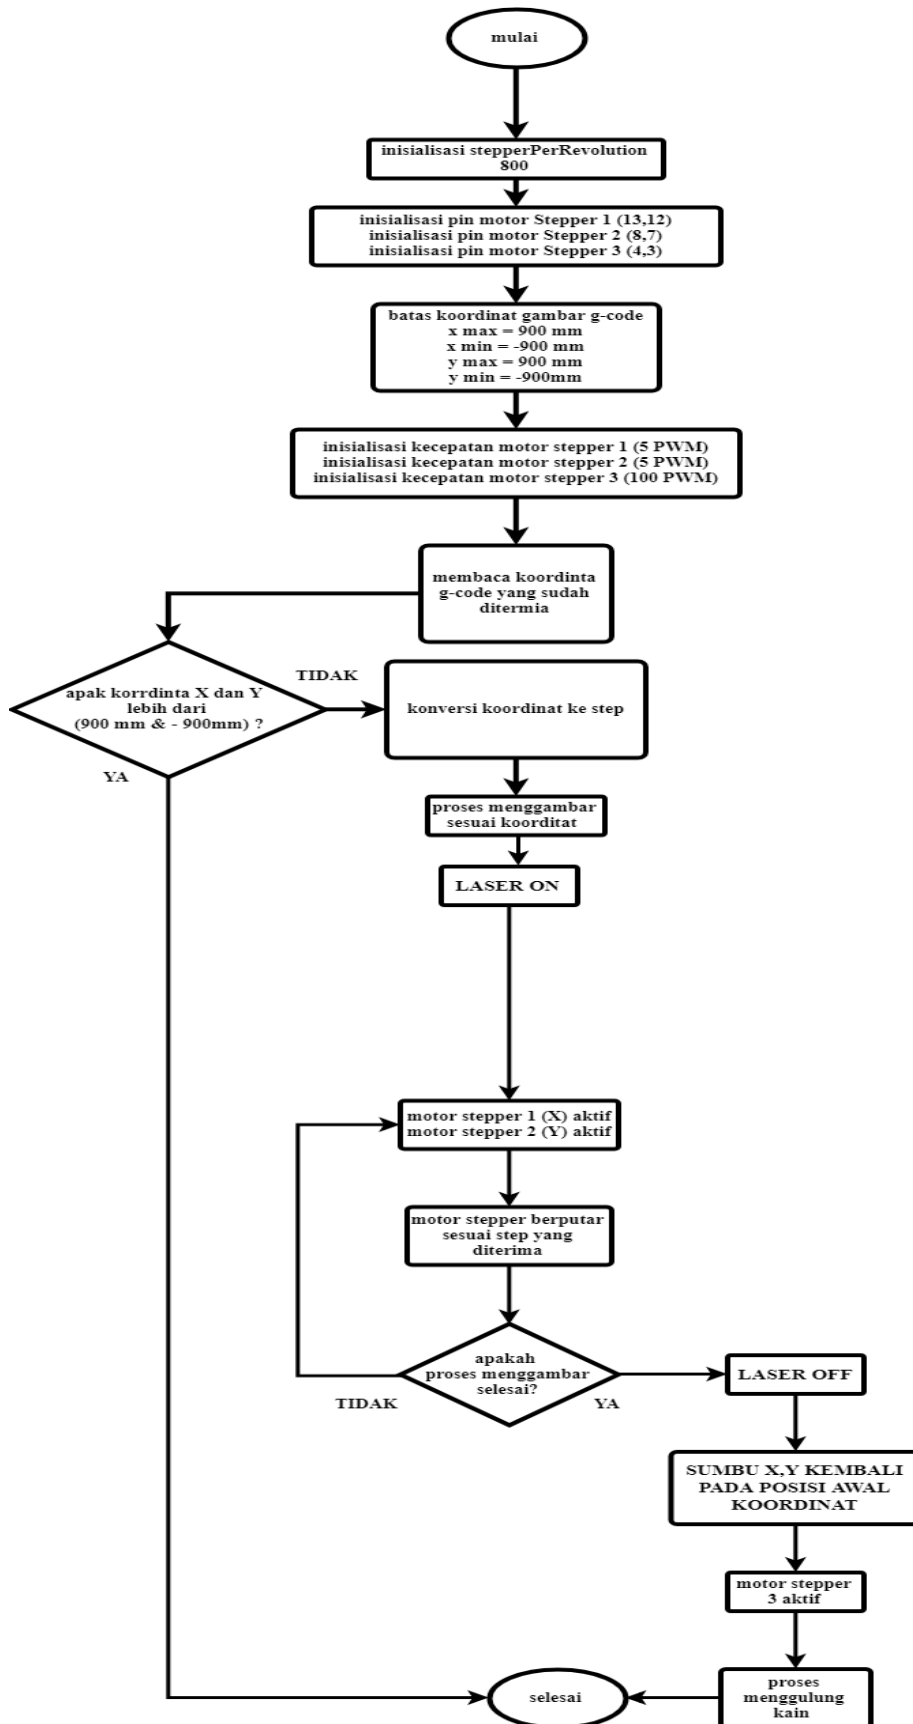 mulai
inisialisasi stepperPerRevolution
800
inisialisasi pin motor Stepper 1 (13,12)
inisialisasi pin motor Stepper 2 (8,7)
inisialisasi pin motor Stepper 3 (4,3)
batas koordinat gambar g-code
x max = 900 mm
x min = -900 mm
y max = 900 mm
y min = -900mm
inisialisasi kecepatan motor stepper 1 (5 PWM)
inisialisasi kecepatan motor stepper 2 (5 PWM)
inisialisasi kecepatan motor stepper 3 (100 PWM)
membaca koordinta
g-code yang sudah
ditermia
apak korrdinta X dan Y
lebih dari
(900 mm & - 900mm) ?
TIDAK
YA
konversi koordinat ke step
proses menggambar
sesuai koorditat
LASER ON
motor stepper 1 (X) aktif
motor stepper 2 (Y) aktif
motor stepper berputar
sesuai step yang
diterima
apakah
proses menggambar
selesai?
TIDAK
YA
LASER OFF
SUMBU X,Y KEMBALI
PADA POSISI AWAL
KOORDINAT
motor stepper
3 aktif
proses
menggulung
kain
selesai